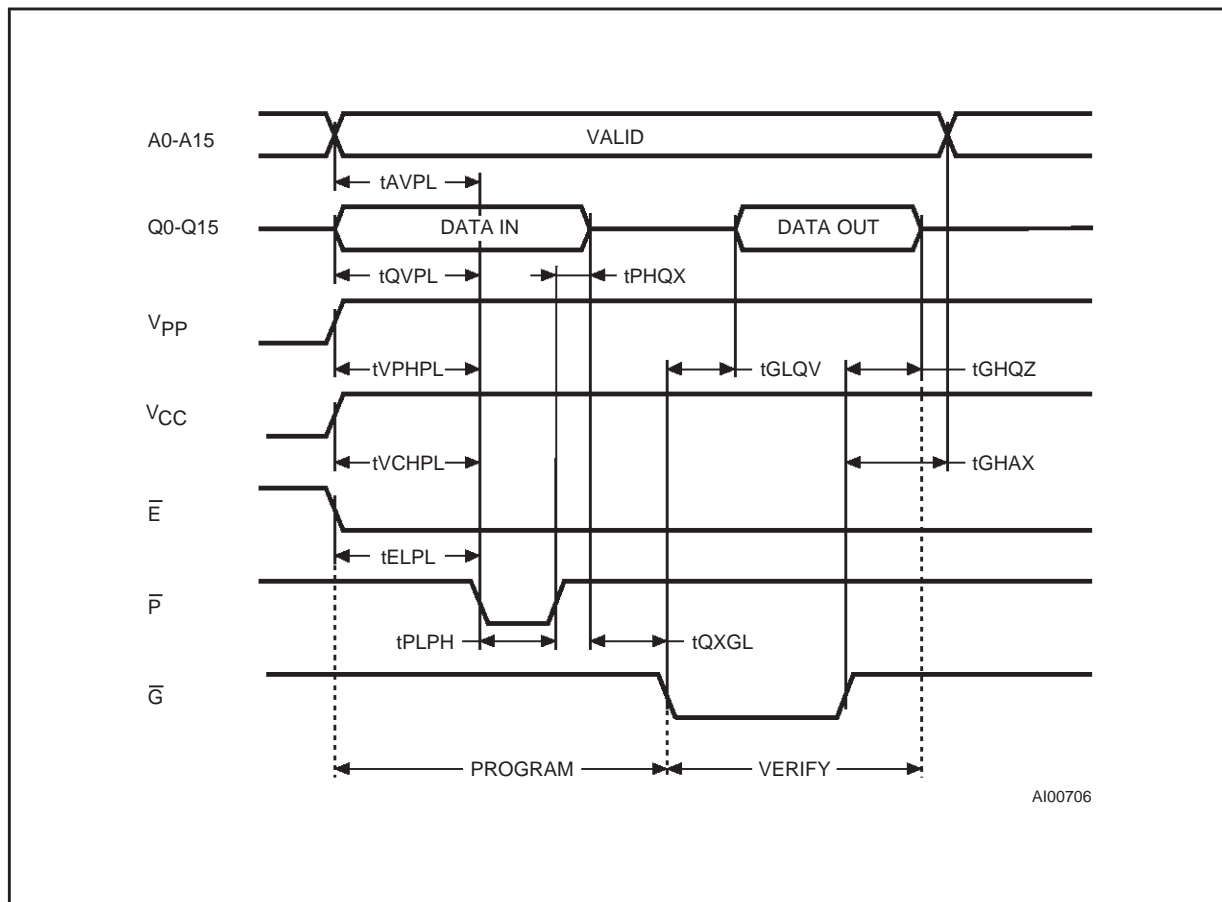 A0-A15
VALID
tAVPL
Q0-Q15
DATA IN
DATA OUT
tQVPL
tPHQX
VPP
tVPHPL
tGLQV
tGHQZ
VCC
tVCHPL
tGHAX
E̅
tELPL
P̅
tPLPH
tQXGL
G̅
PROGRAM
VERIFY
AI00706